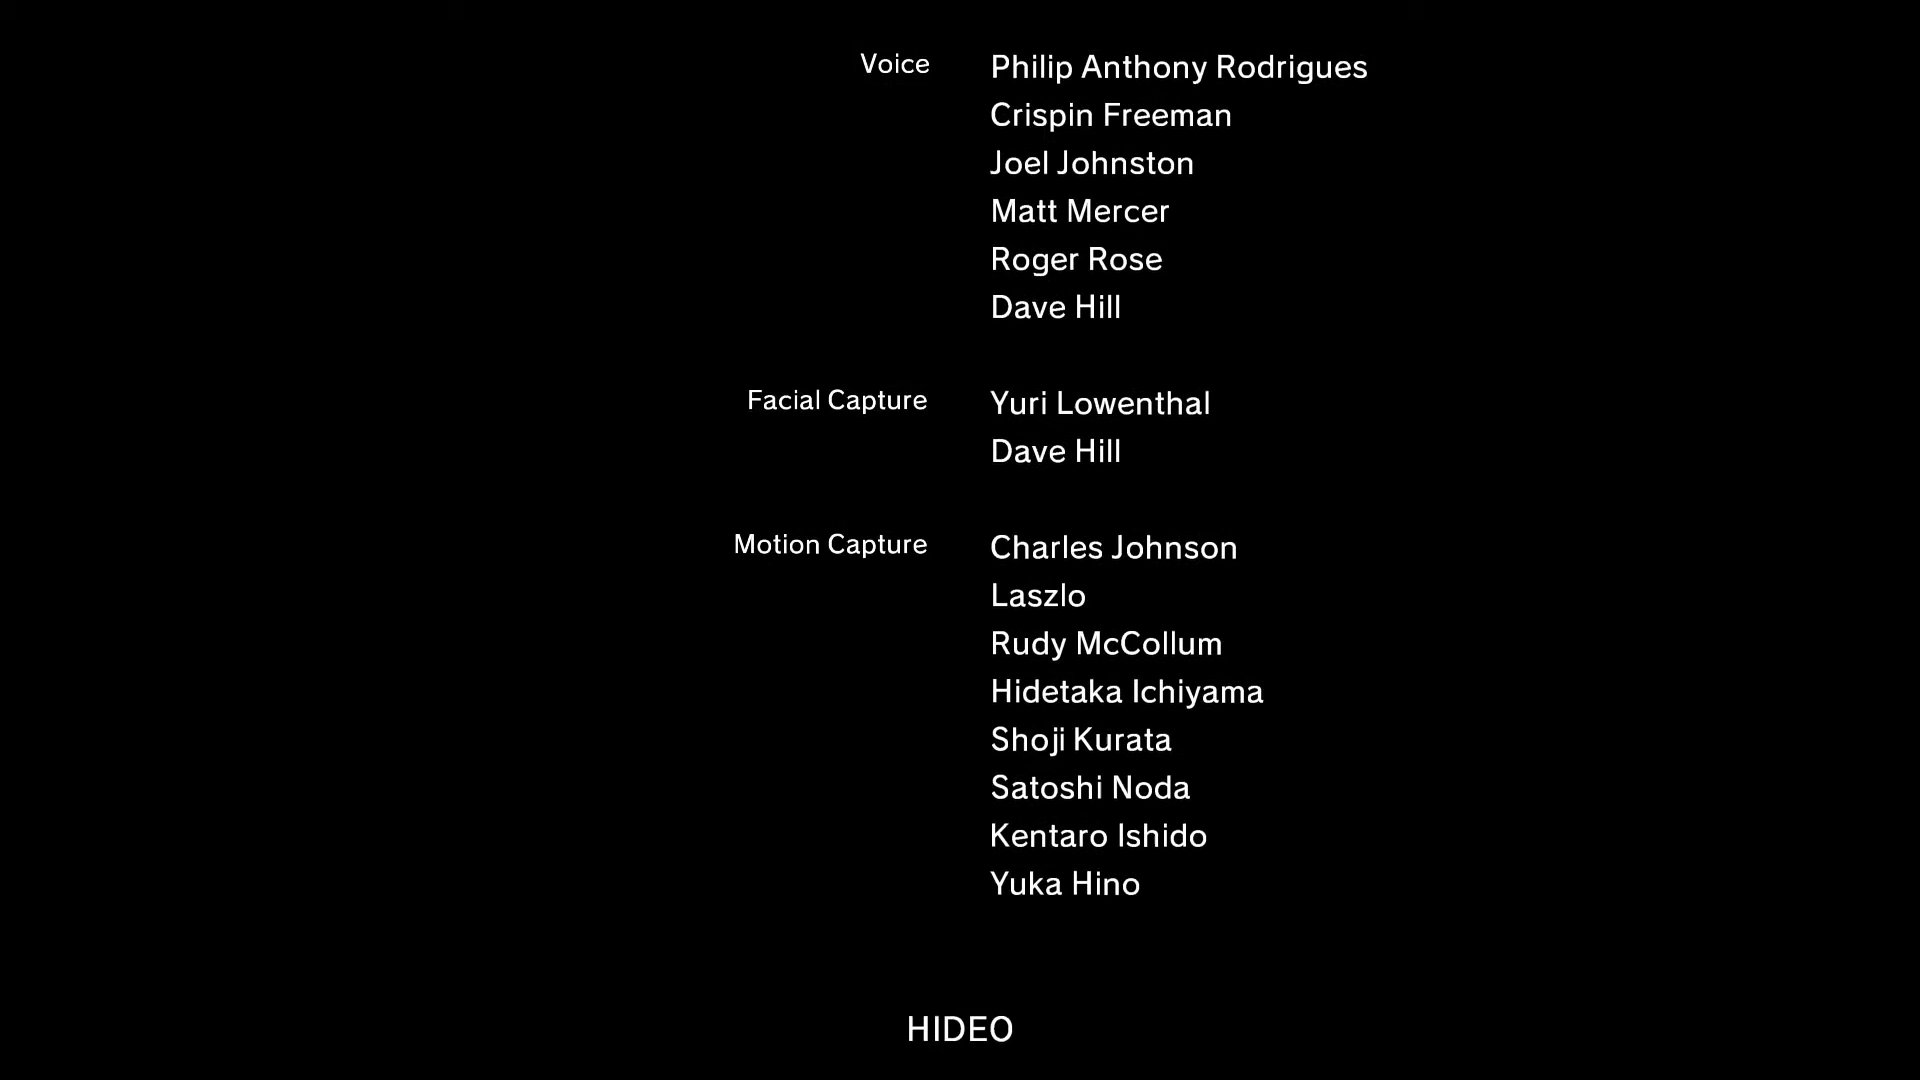 Voice Philip Anthony Rodrigues
Crispin Freeman
Joel Johnston
Matt Mercer
Roger Rose
Dave Hill
Facial Capture Yuri Lowenthal
Dave Hill
Motion Capture Charles Johnson
Laszlo
Rudy McCollum
Hidetaka Ichiyama
Shoji Kurata
Satoshi Noda
Kentaro Ishido
Yuka Hino
HIDEO